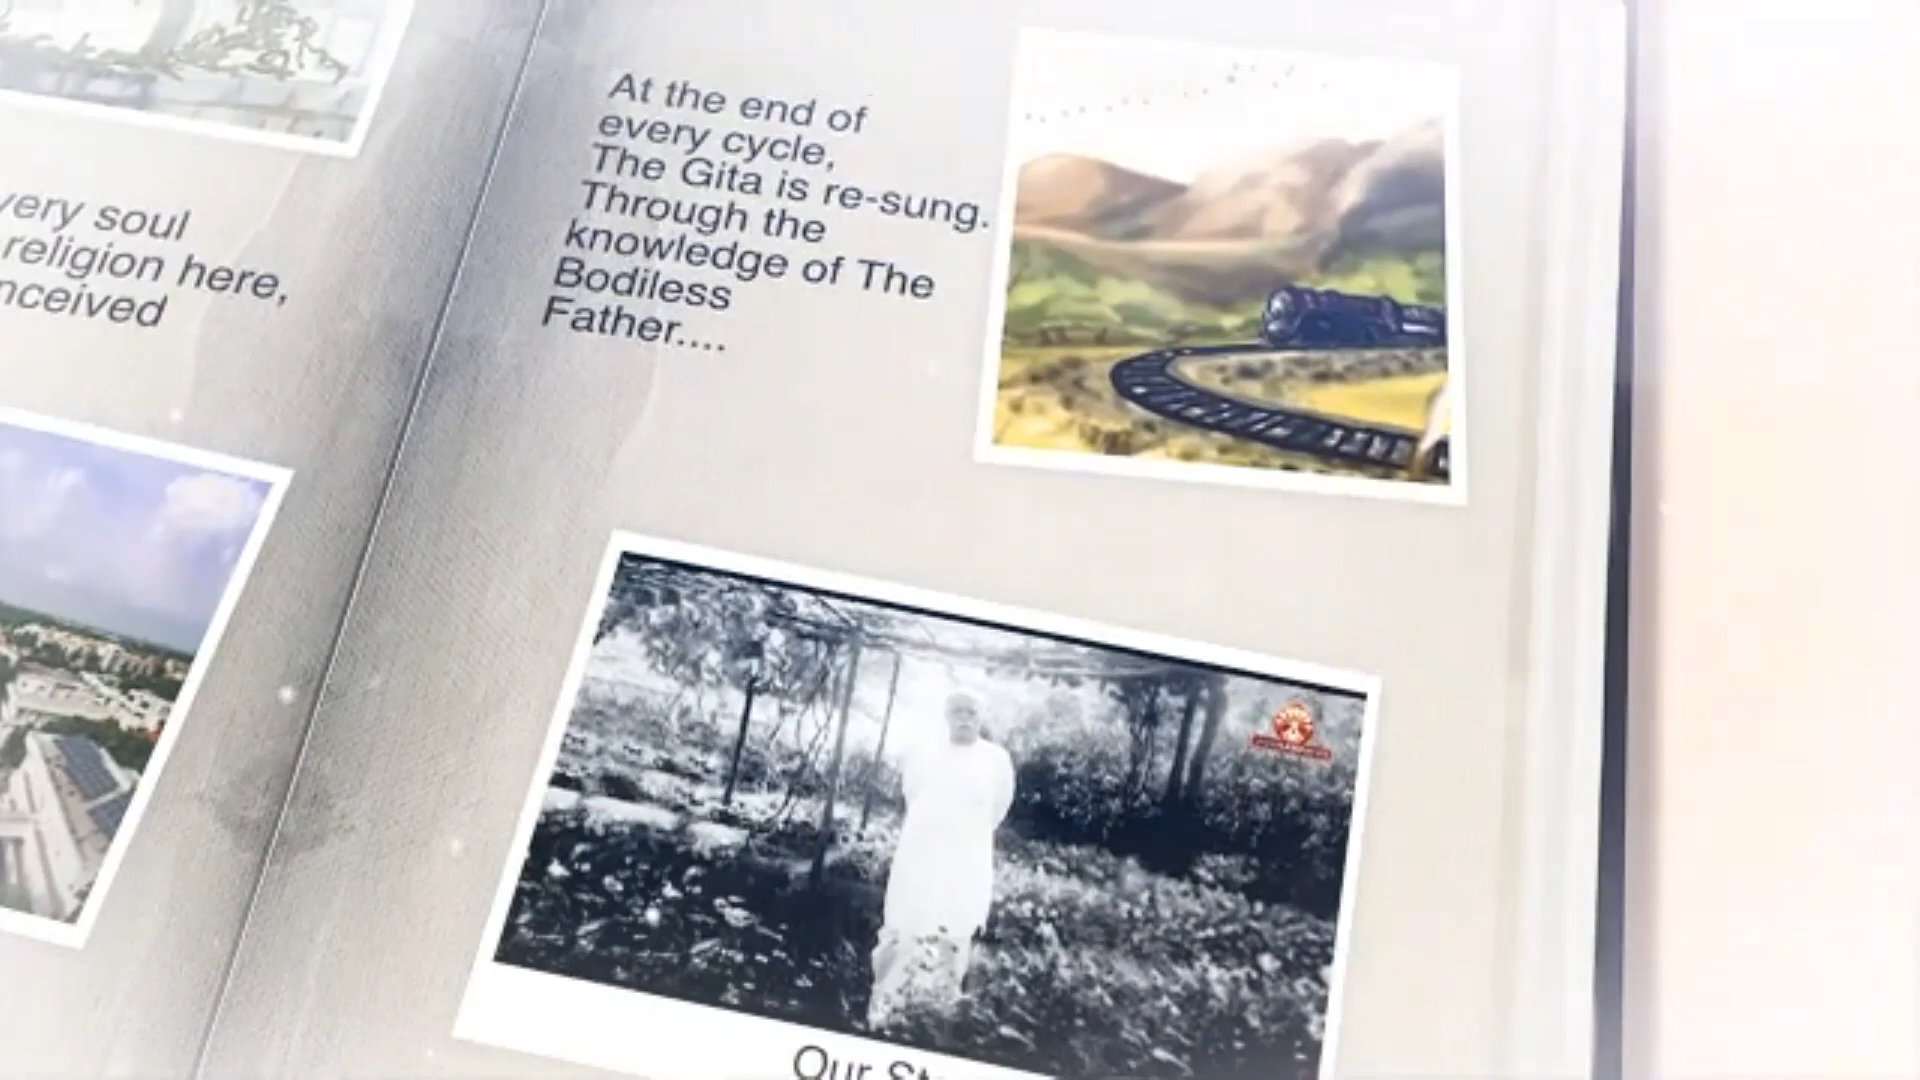 very soul
religion here,
nceived
At the end of
every cycle,
The Gita is re-sung.
Through the
knowledge of The
Bodiless
Father....
Our